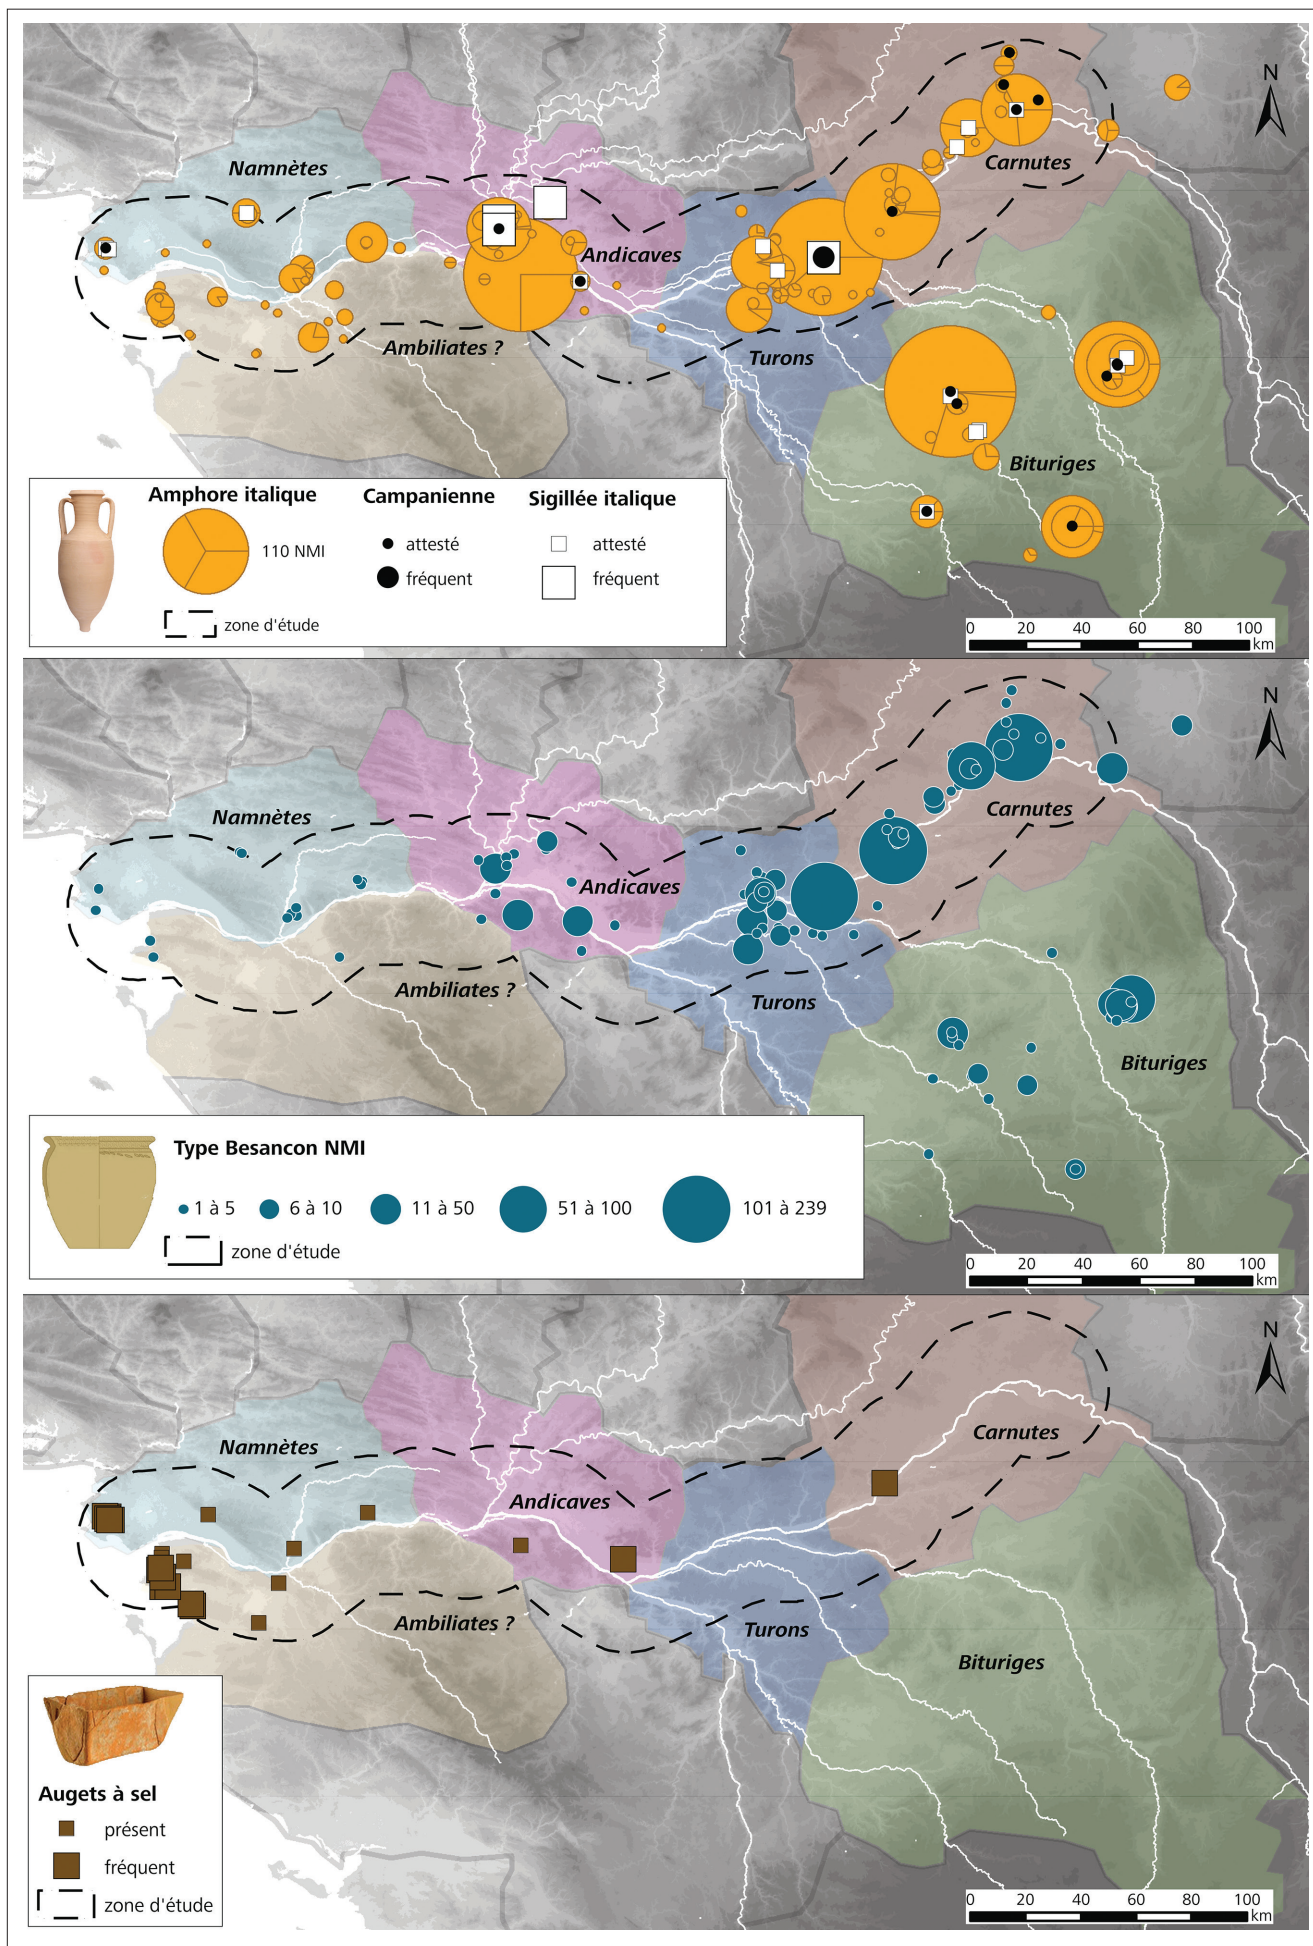 N
Namnètes
Carnutes
Andicaves
Ambiliates ?
Turons
Bituriges
Amphore italique
Campanienne
Sigillée italique
110 NMI
attesté
attesté
fréquent
fréquent
zone d'étude
0 20 40 60 80 100
km
N
Namnètes
Carnutes
Andicaves
Ambiliates ?
Turons
Bituriges
Type Besancon NMI
1 à 5 6 à 10 11 à 50 51 à 100 101 à 239
zone d'étude
0 20 40 60 80 100
km
N
Carnutes
Namnètes
Andicaves
Ambiliates ?
Turons
Bituriges
Augets à sel
présent
fréquent
zone d'étude
0 20 40 60 80 100
km